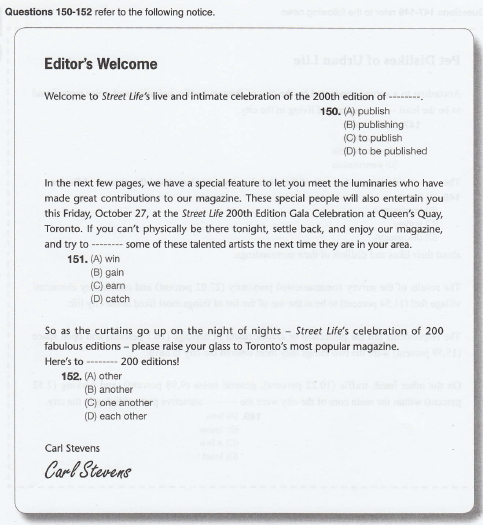 Questions 150-152 refer to the following notice.
Editor's Welcome
Welcome to Street Life's live and intimate celebration of the 200th edition of --------.
150. (A) publish
(B) publishing
(C) to publish
(D) to be published
In the next few pages, we have a special feature to let you meet the luminaries who have
made great contributions to our magazine. These special people will also entertain you
this Friday, October 27, at the Street Life 200th Edition Gala Celebration at Queen's Quay,
Toronto. If you can't physically be there tonight, settle back, and enjoy our magazine,
and try to -------- some of these talented artists the next time they are in your area.
151. (A) win
(B) gain
(C) earn
(D) catch
So as the curtains go up on the night of nights – Street Life's celebration of 200
fabulous editions – please raise your glass to Toronto's most popular magazine.
Here's to -------- 200 editions!
152. (A) other
(B) another
(C) one another
(D) each other
Carl Stevens
Carl Stevens